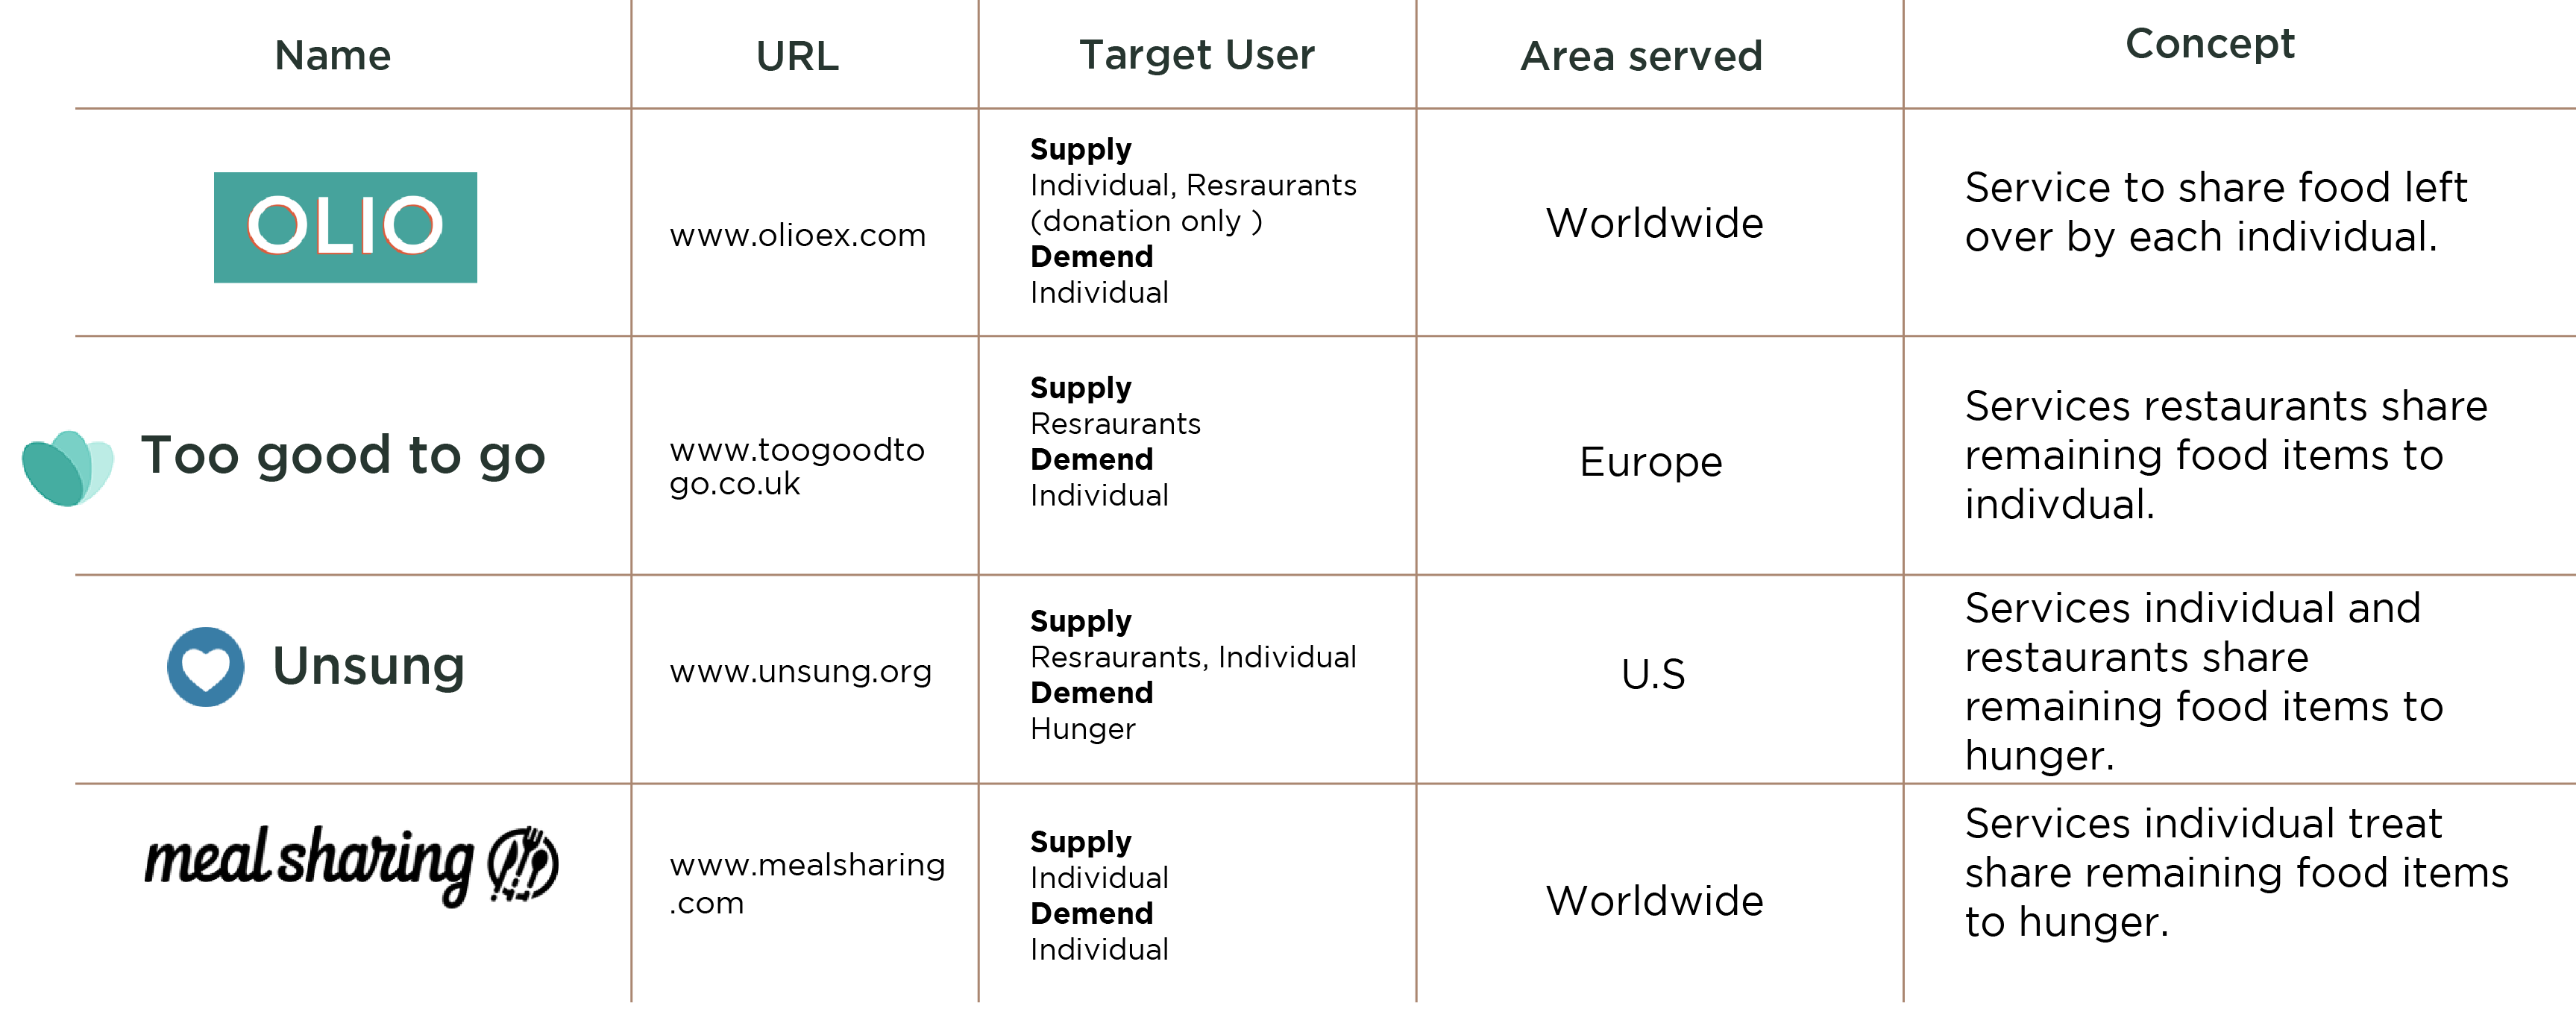 Name
URL
Target User
Area served
Concept
OLIO
www.olioex.com
Supply
Individual, Resraurants
(donation only )
Demend
Individual
Worldwide
Service to share food left
over by each individual.
Too good to go
www.toogoodto
go.co.uk
Supply
Resraurants
Demend
Individual
Europe
Services restaurants share
remaining food items to
indivdual.
Unsung
www.unsung.org
Supply
Resraurants, Individual
Demend
Hunger
U.S
Services individual and
restaurants share
remaining food items to
hunger.
meal sharing
www.mealsharing
.com
Supply
Individual
Demend
Individual
Worldwide
Services individual treat
share remaining food items
to hunger.